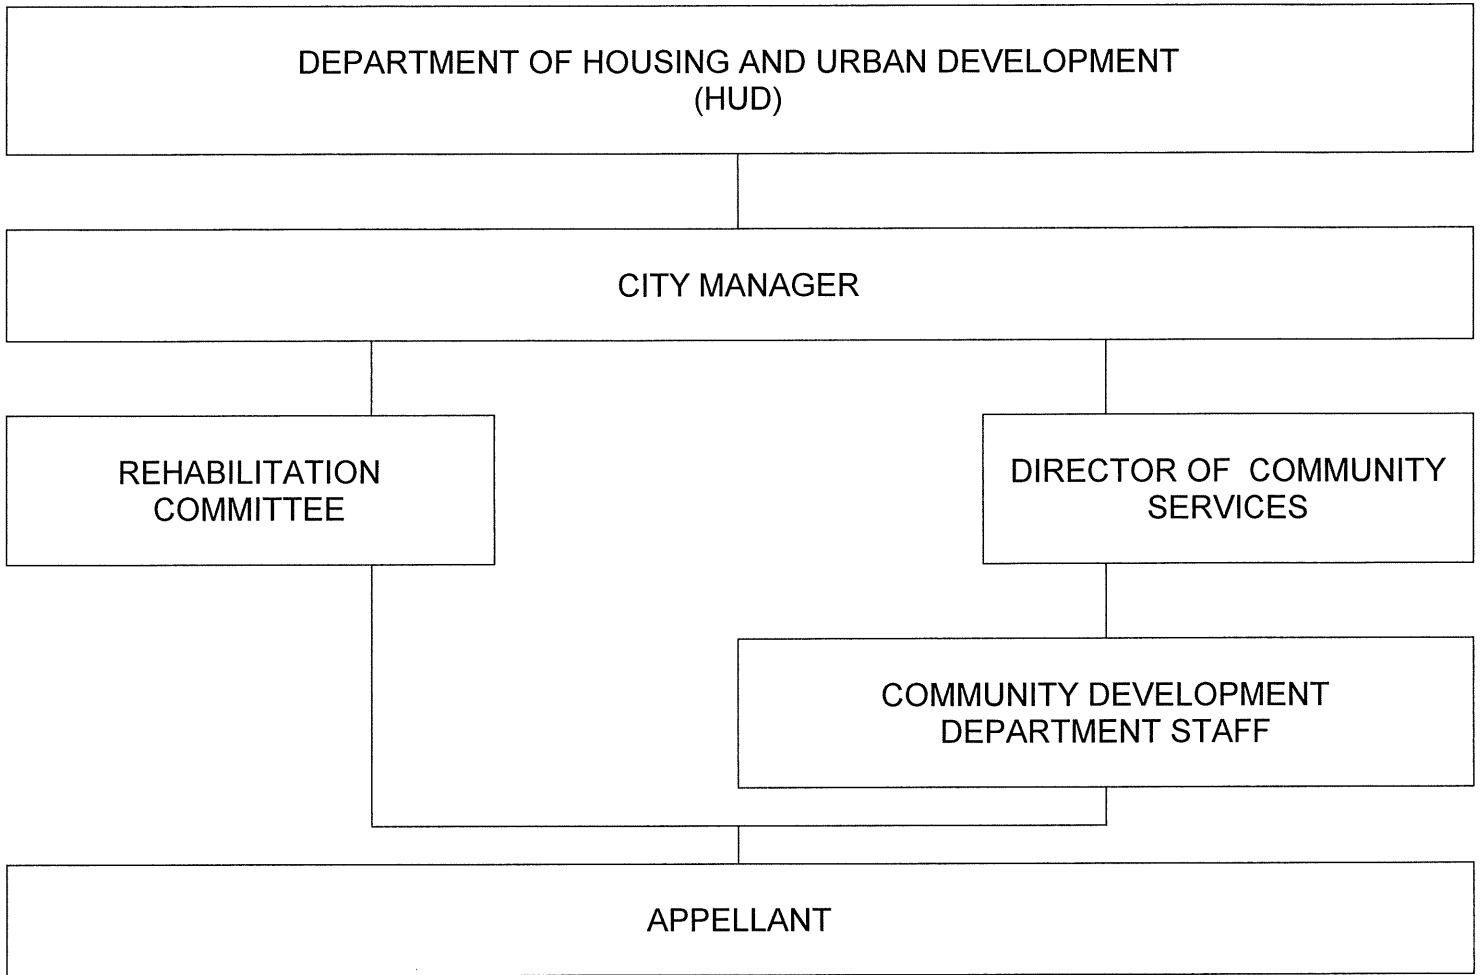 DEPARTMENT OF HOUSING AND URBAN DEVELOPMENT
(HUD)
CITY MANAGER
REHABILITATION
COMMITTEE
DIRECTOR OF COMMUNITY
SERVICES
COMMUNITY DEVELOPMENT
DEPARTMENT STAFF
APPELLANT